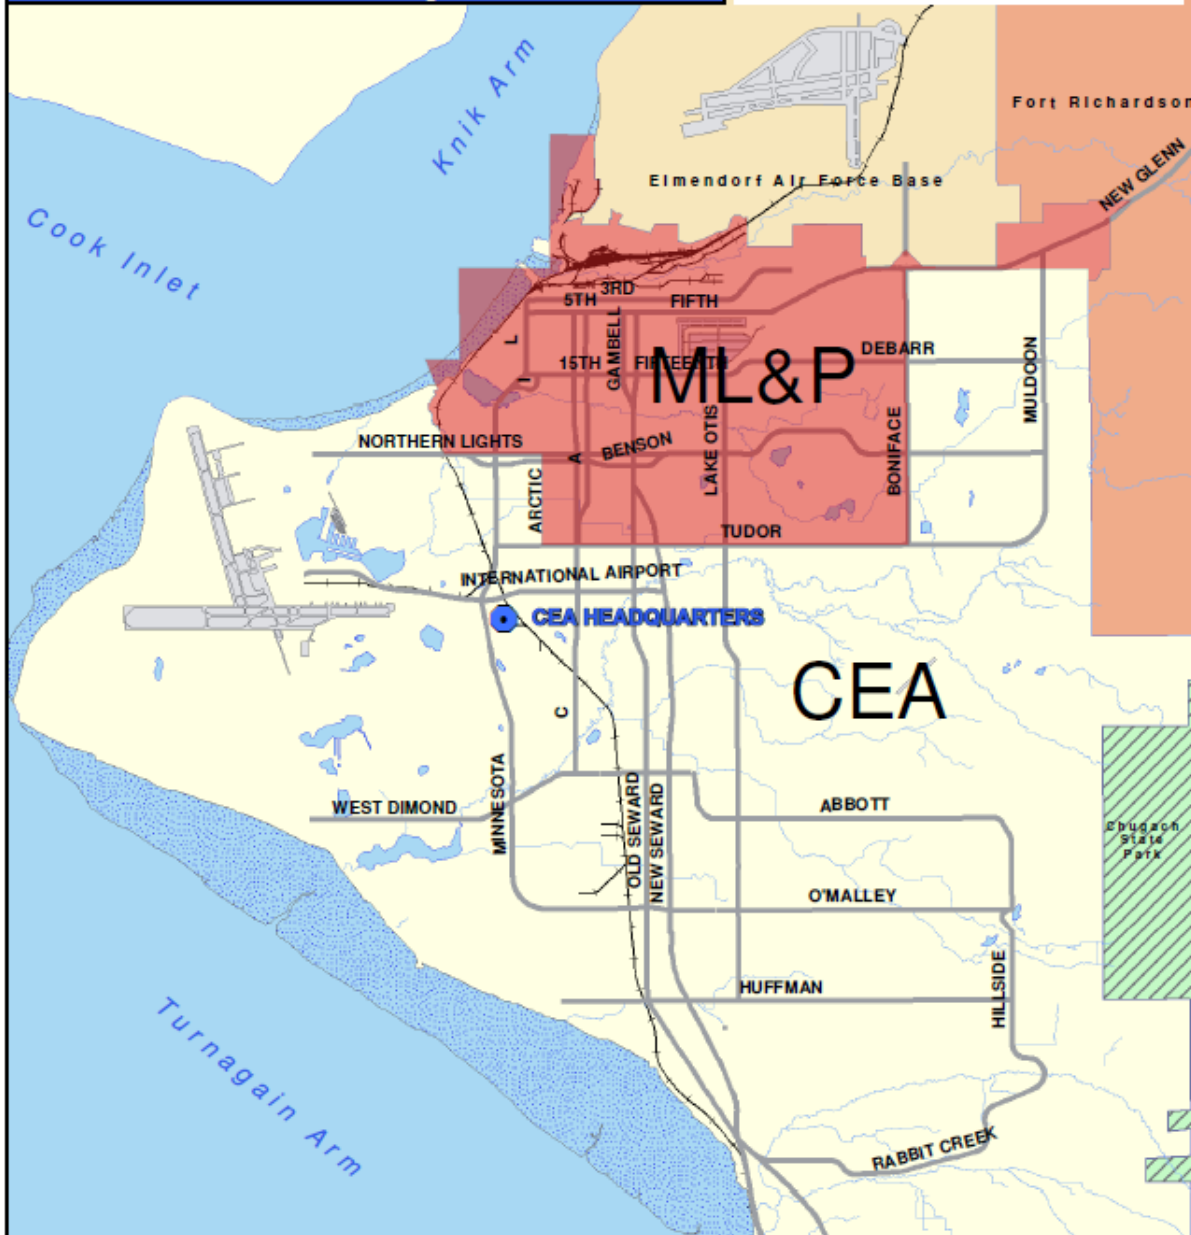 Knik Arm
Fort Richardson
NEW GLENN
Elmendorf Air Force Base
Cook Inlet
3RD
5TH
FIFTH
GAMBELL
L
I
15TH
FIFTEENTH
ML&P
DEBARR
MULDOON
NORTHERN LIGHTS
A
BENSON
LAKE OTIS
BONIFACE
ARCTIC
TUDOR
INTERNATIONAL AIRPORT
CEA HEADQUARTERS
CEA
C
MINNESOTA
WEST DIMOND
OLD SEWARD
NEW SEWARD
ABBOTT
Chugach
State
Park
O'MALLEY
HUFFMAN
HILLSIDE
Turnagain Arm
RABBIT CREEK